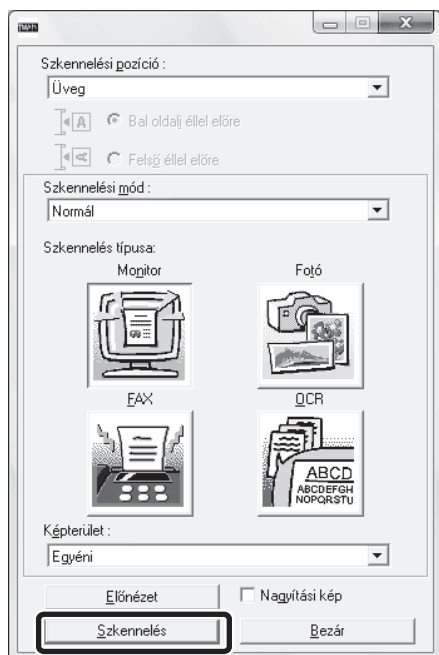 Szkennelési pozíció :
Üveg
A Bal oldali éllel előre
A Felső éllel előre
Szkennelési mód :
Normál
Szkennelés típusa:
Monitor Fotó
FAX OCR
ABCD
ABCDEFGH
NOPQRSTU
Képterület :
Egyéni
Előnézet Nagyítási kép
Szkennelés Bezár